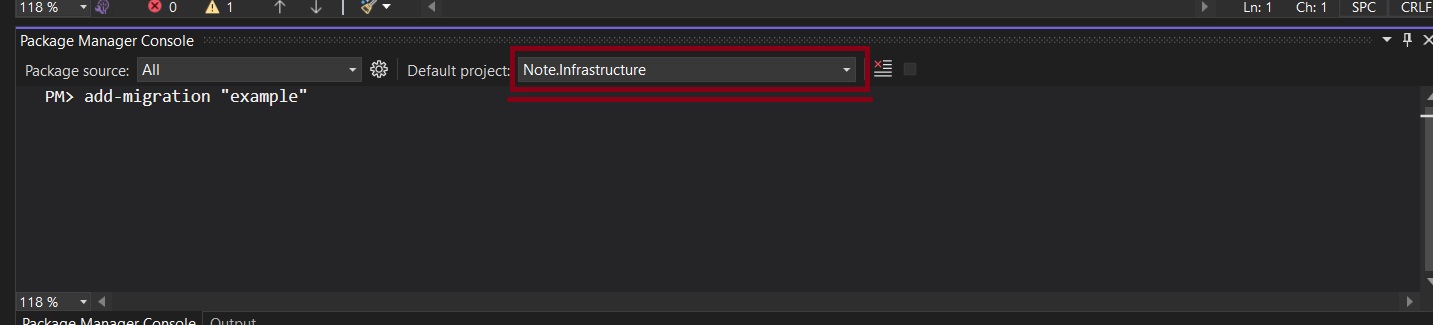 118 % 0 1 Ln: 1 Ch: 1 SPC CRLF
Package Manager Console
Package source: All Default project: Note.Infrastructure
PM> add-migration "example"
118 %
Package Manager Console Output